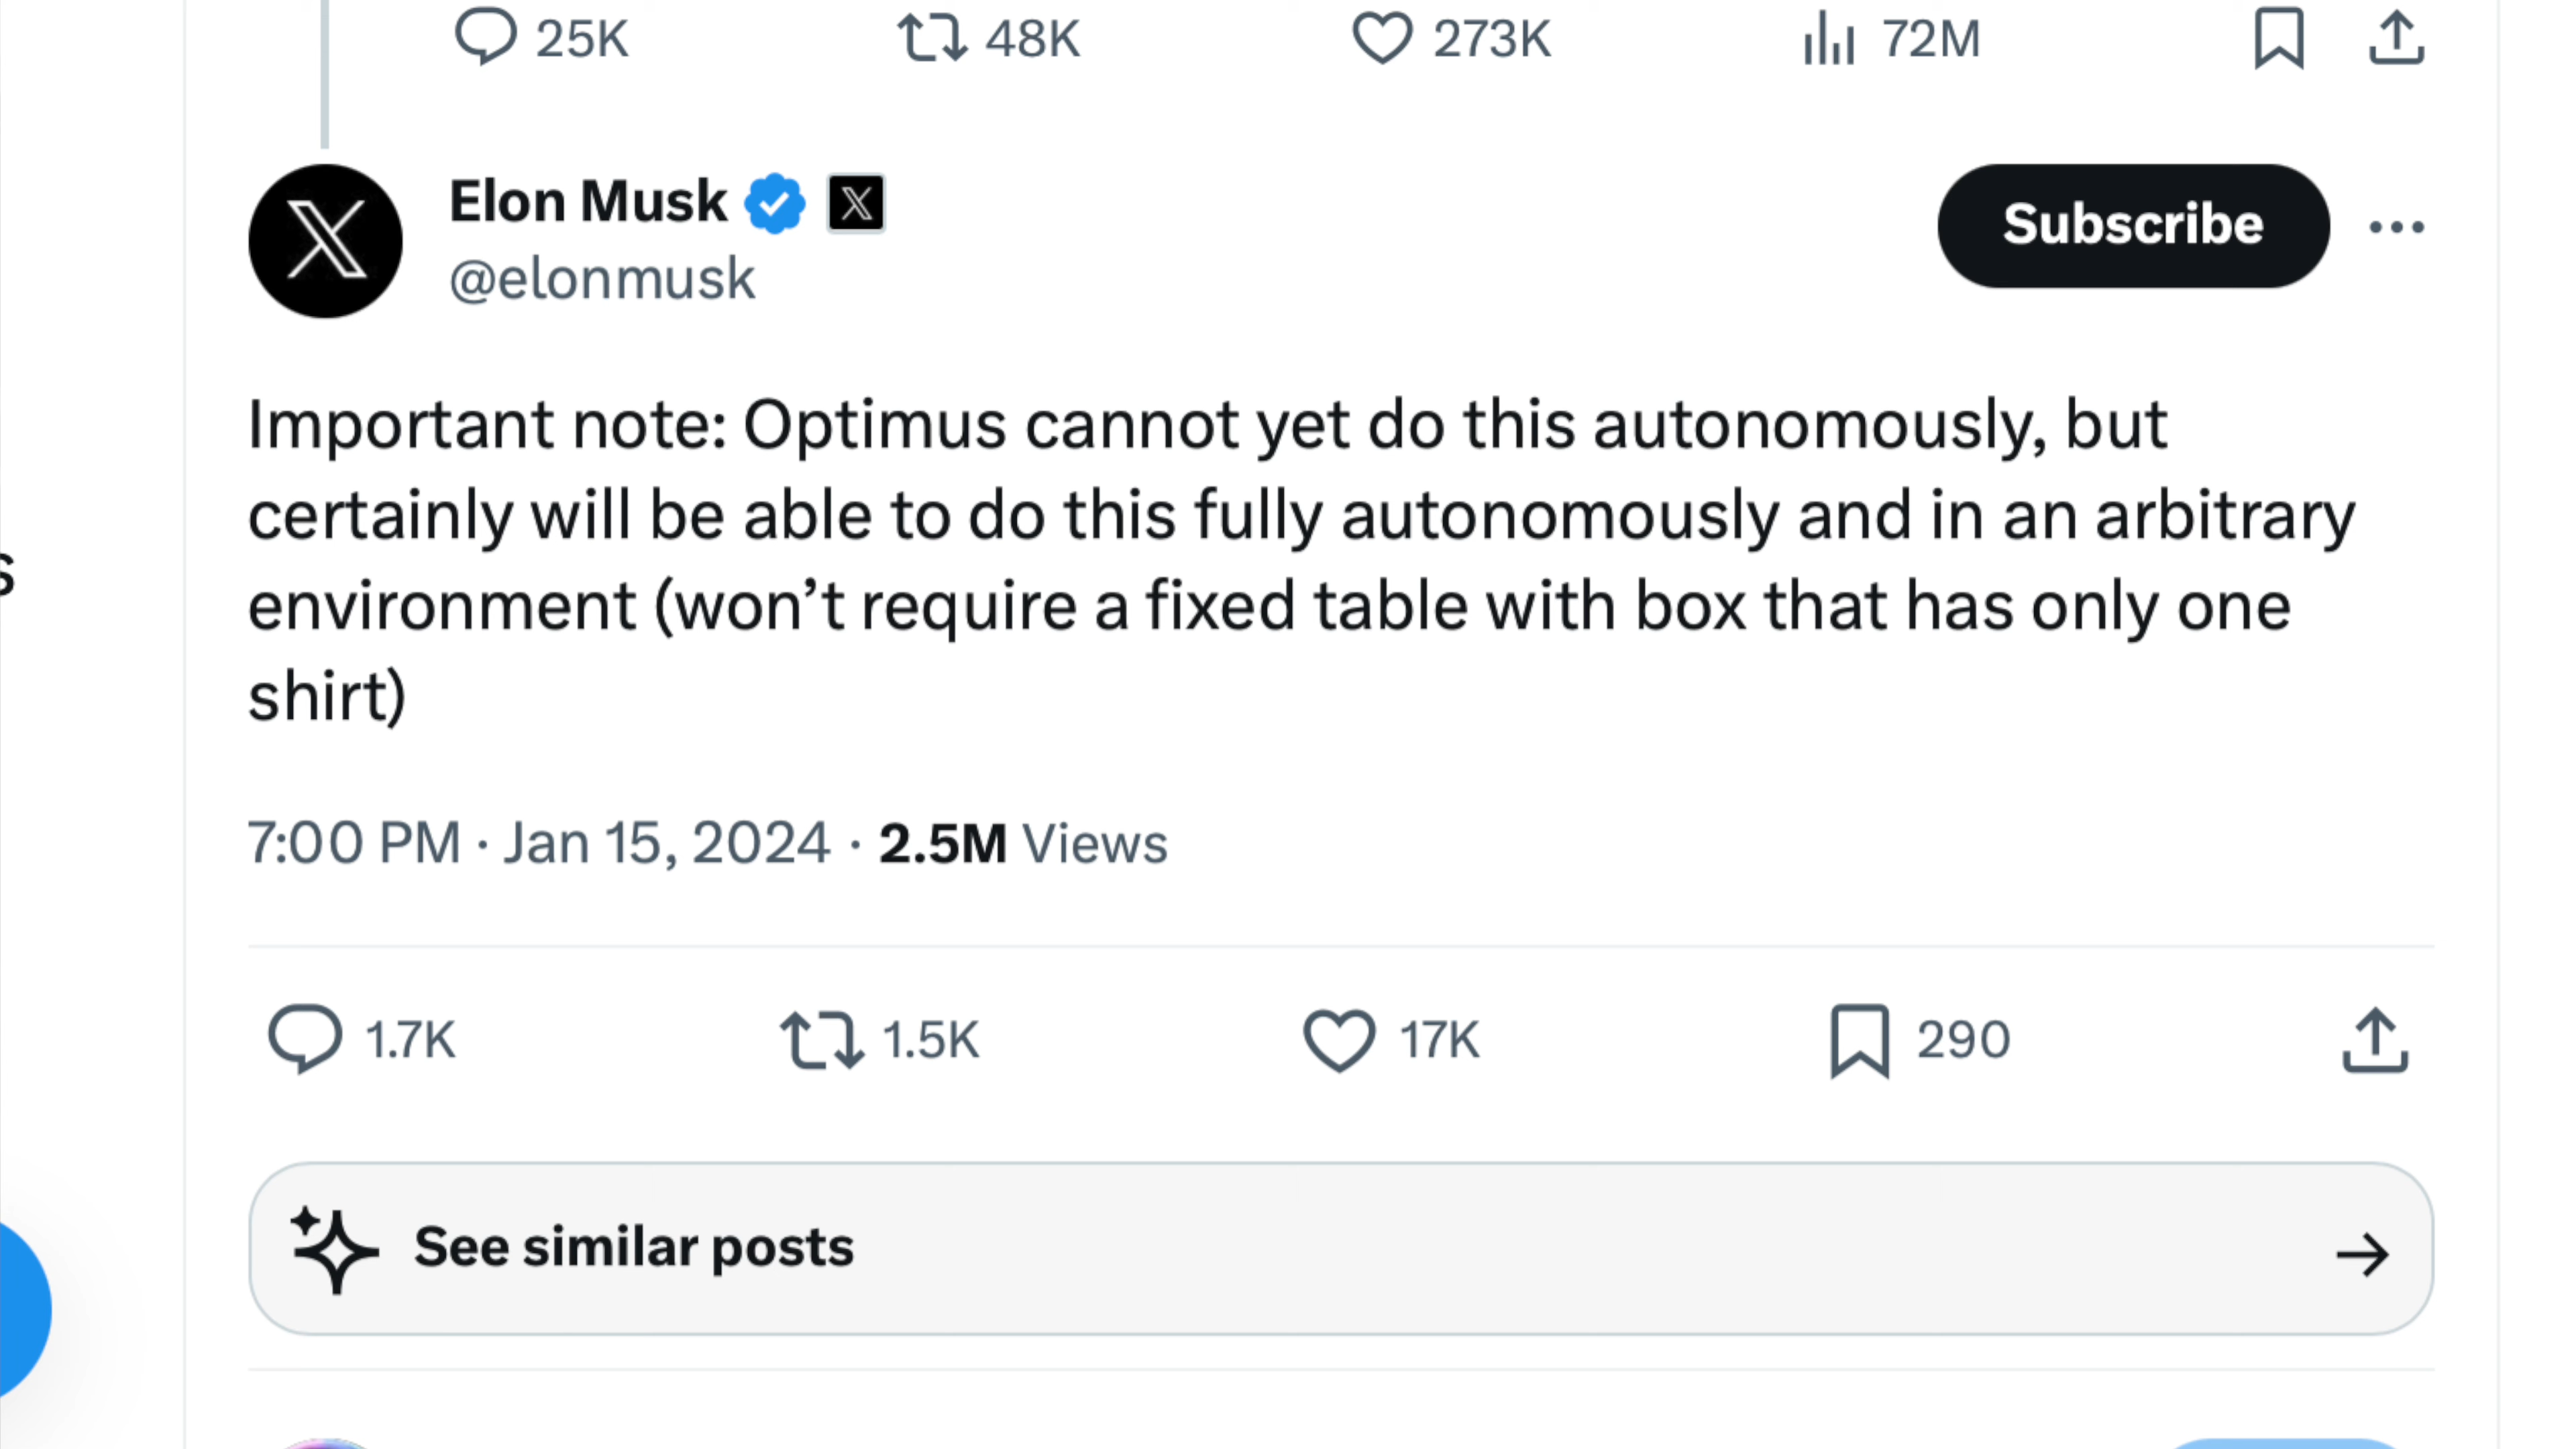 25K 48K 273K 72M
Elon Musk
@elonmusk
Subscribe
Important note: Optimus cannot yet do this autonomously, but
certainly will be able to do this fully autonomously and in an arbitrary
environment (won’t require a fixed table with box that has only one
shirt)
s
7:00 PM · Jan 15, 2024 · 2.5M Views
1.7K 1.5K 17K 290
See similar posts